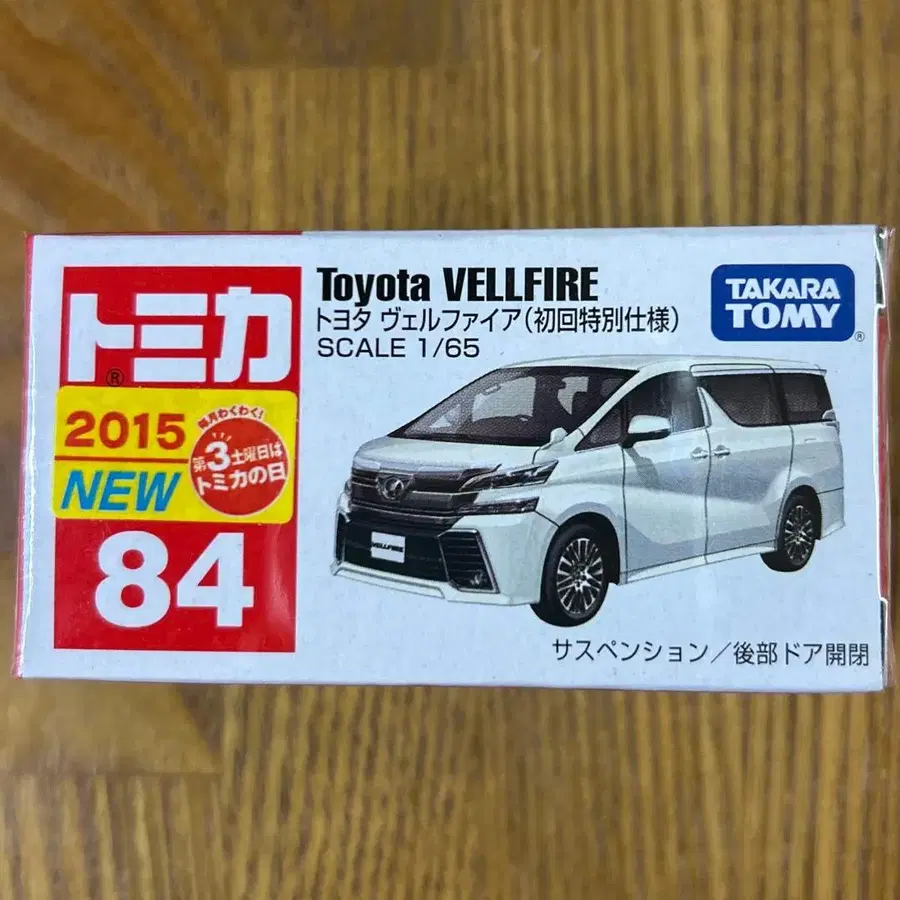 トミカ
®
2015
NEW
毎月わくわく!
第3土曜日は
トミカの日
84
Toyota VELLFIRE
トヨタ ヴェルファイア(初回特別仕様)
SCALE 1/65
TAKARA
TOMY
®
VELLFIRE
サスペンション/後部ドア開閉